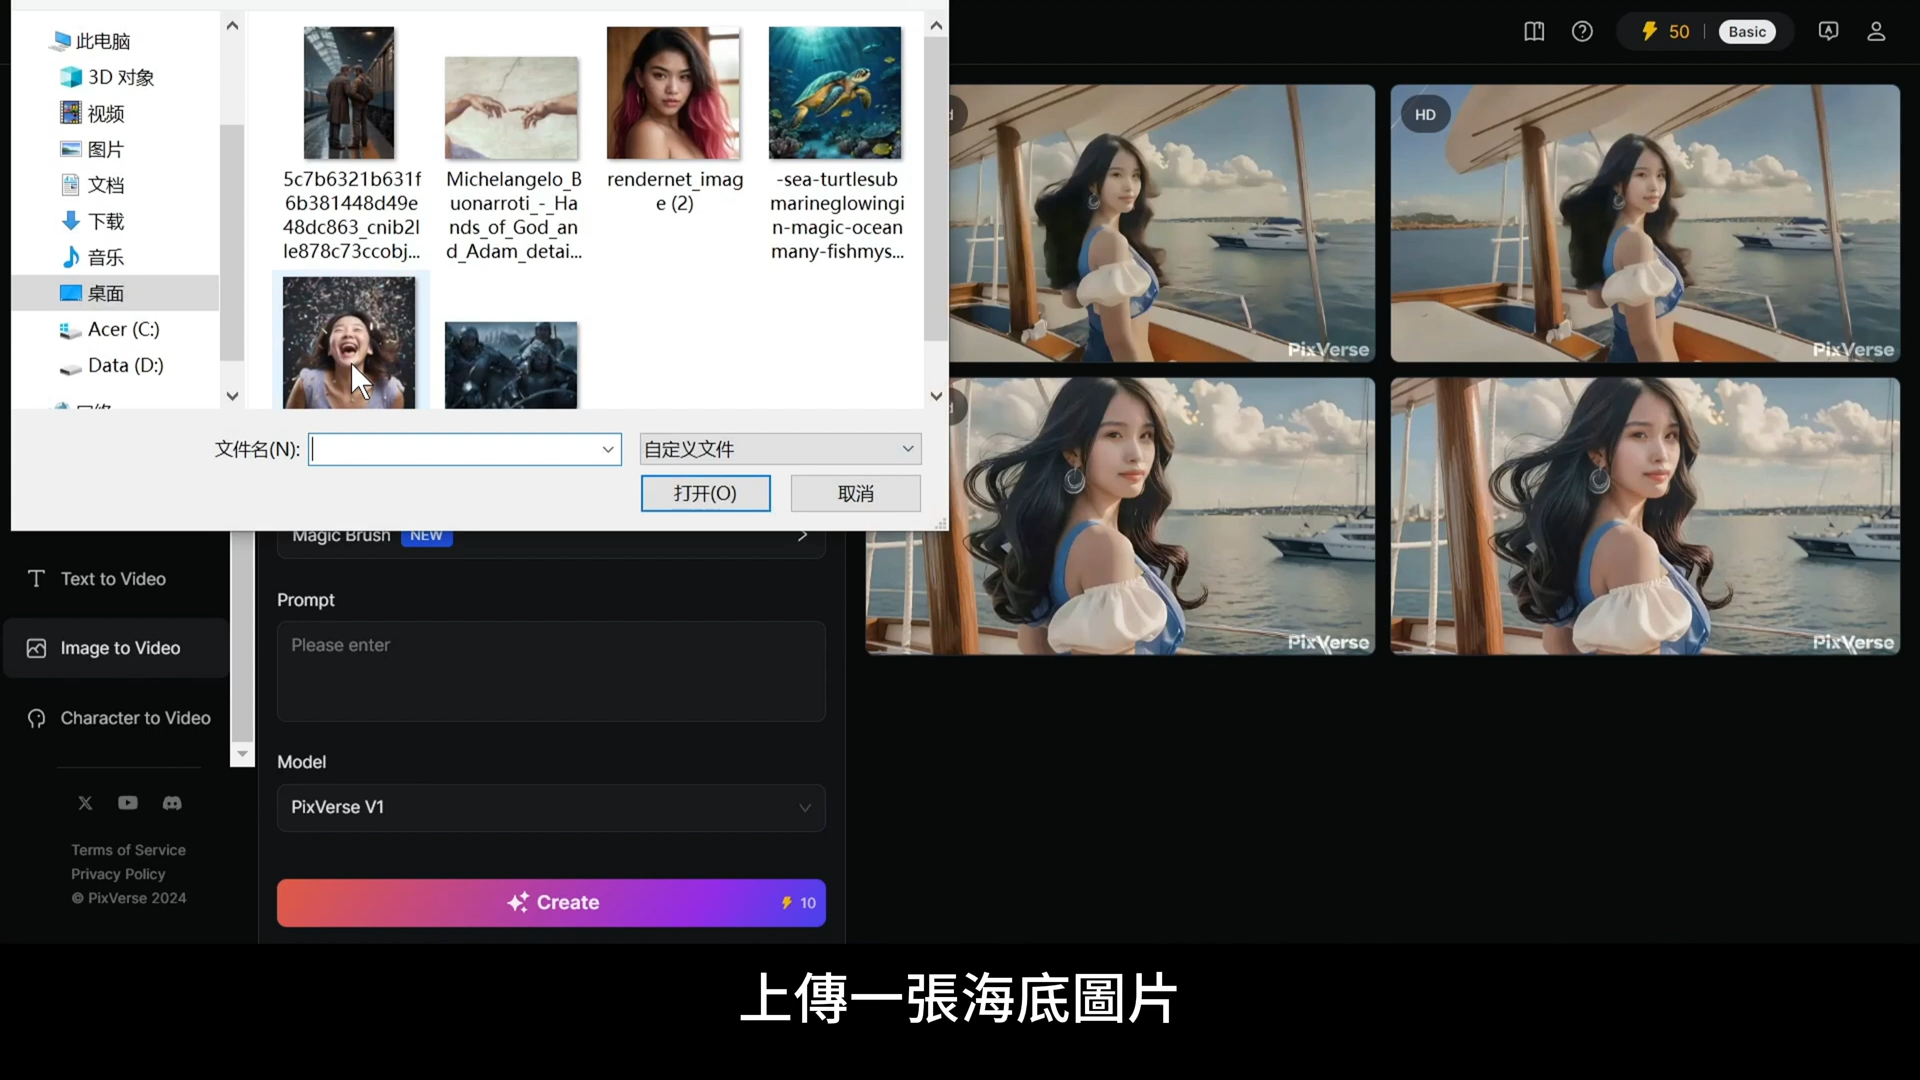 此电脑
3D 对象
视频
图片
文档
下载
音乐
桌面
Acer (C:)
Data (D:)
5c7b6321b631f
6b381448d49e
48dc863_cnib2l
le878c73ccobj...
Michelangelo_B
uonarroti_-_Ha
nds_of_God_an
d_Adam_detai...
rendernet_imag
e (2)
-sea-turtlesub
marineglowingi
n-magic-ocean
many-fishmys...
文件名(N):
自定义文件
打开(O)
取消
50
Basic
HD
PixVerse
PixVerse
PixVerse
PixVerse
Magic Brush NEW
Text to Video
Image to Video
Character to Video
Terms of Service
Privacy Policy
© PixVerse 2024
Prompt
Please enter
Model
PixVerse V1
Create
10
上傳一張海底圖片